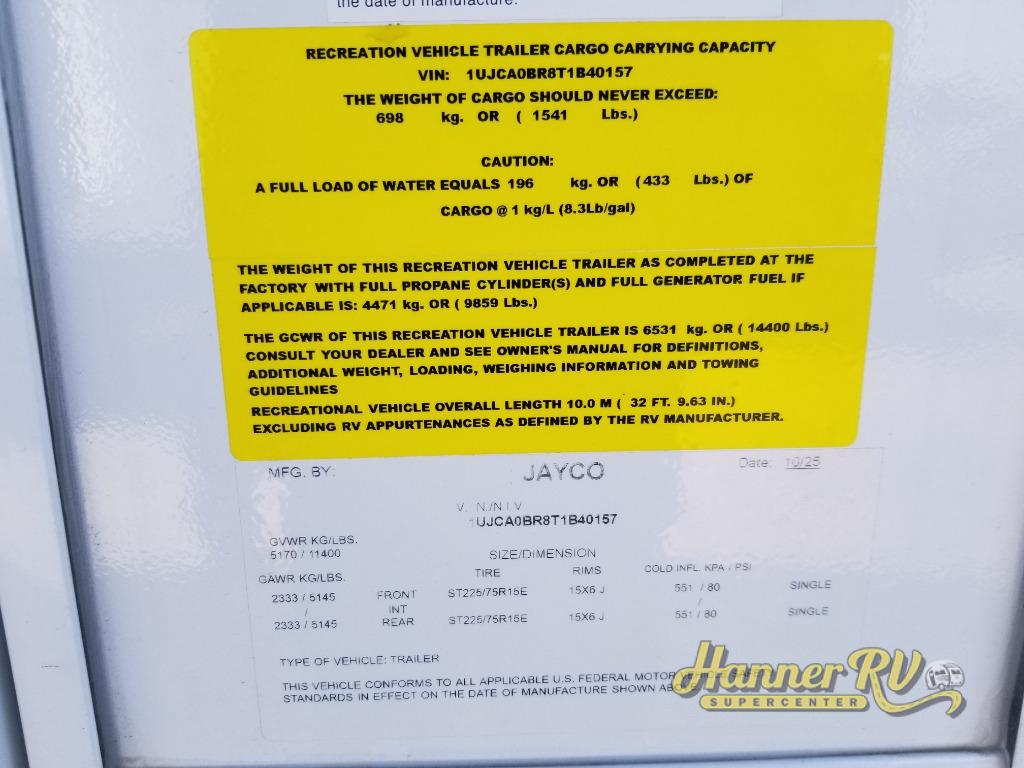 the date of manufacture.
RECREATION VEHICLE TRAILER CARGO CARRYING CAPACITY
VIN: 1UJCA0BR8T1B40157
THE WEIGHT OF CARGO SHOULD NEVER EXCEED:
698 kg. OR ( 1541 Lbs.)
CAUTION:
A FULL LOAD OF WATER EQUALS 196 kg. OR (433 Lbs.) OF
CARGO @ 1 kg/L (8.3Lb/gal)
THE WEIGHT OF THIS RECREATION VEHICLE TRAILER AS COMPLETED AT THE
FACTORY WITH FULL PROPANE CYLINDER(S) AND FULL GENERATOR FUEL IF
APPLICABLE IS: 4471 kg. OR ( 9859 Lbs.)
THE GCWR OF THIS RECREATION VEHICLE TRAILER IS 6531 kg. OR ( 14400 Lbs.)
CONSULT YOUR DEALER AND SEE OWNER'S MANUAL FOR DEFINITIONS,
ADDITIONAL WEIGHT, LOADING, WEIGHING INFORMATION AND TOWING
GUIDELINES
RECREATIONAL VEHICLE OVERALL LENGTH 10.0 M ( 32 FT. 9.63 IN.)
EXCLUDING RV APPURTENANCES AS DEFINED BY THE RV MANUFACTURER.
MFG. BY: JAYCO Date: 10/25
V. N./N I V
1UJCA0BR8T1B40157
GVWR KG/LBS.
5170 / 11400
SIZE/DIMENSION
GAWR KG/LBS. TIRE RIMS COLD INFL. KPA / PSI
2333 / 5145 FRONT ST225/75R15E 15X6 J 551 / 80 SINGLE
/ INT /
2333 / 5145 REAR ST225/75R15E 15X6 J 551 / 80 SINGLE
TYPE OF VEHICLE: TRAILER
THIS VEHICLE CONFORMS TO ALL APPLICABLE U.S. FEDERAL MOTOR VEHICLE SAFETY
STANDARDS IN EFFECT ON THE DATE OF MANUFACTURE SHOWN ABOVE.
Hanner RV
SUPERCENTER